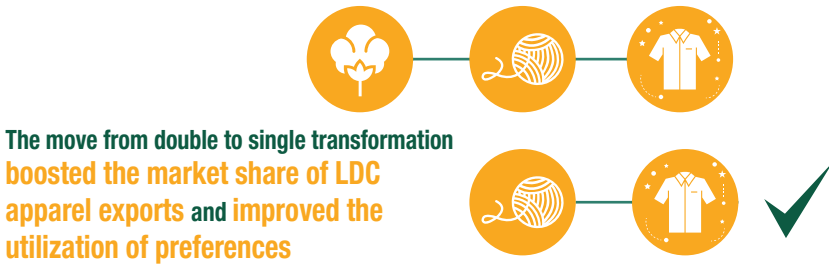 The move from double to single transformation
boosted the market share of LDC
apparel exports and improved the
utilization of preferences